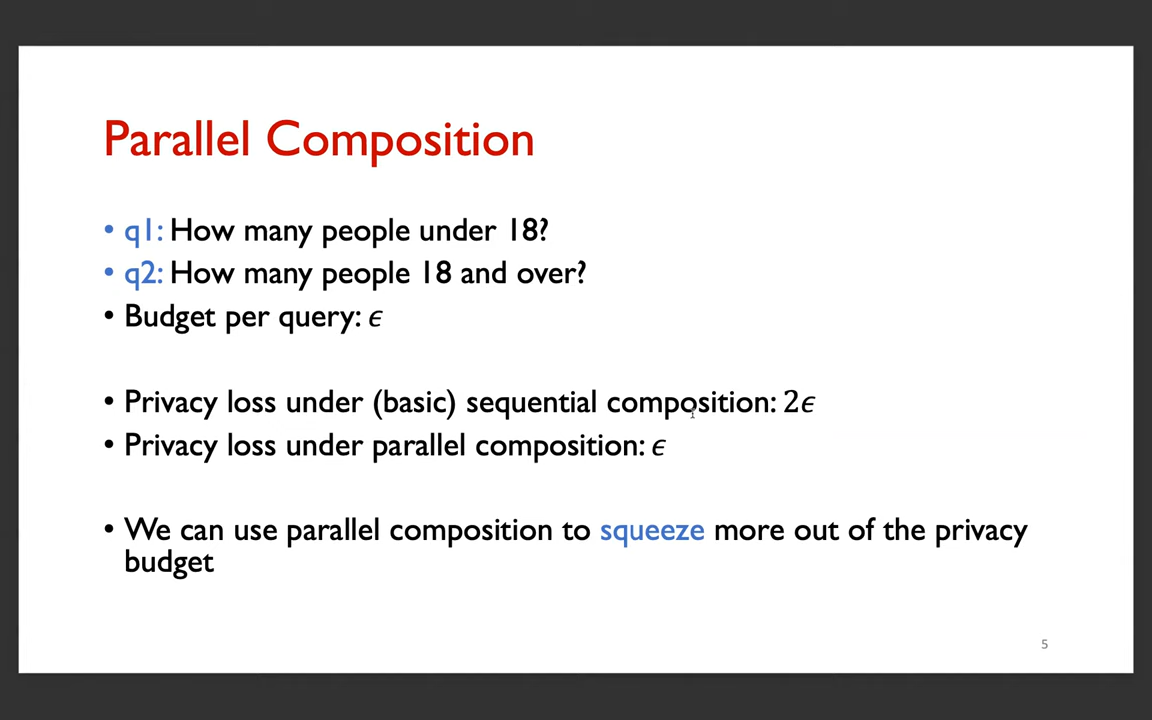 Parallel Composition
• q1: How many people under 18?
• q2: How many people 18 and over?
• Budget per query: ϵ
• Privacy loss under (basic) sequential composition: 2ϵ
• Privacy loss under parallel composition: ϵ
• We can use parallel composition to squeeze more out of the privacy
budget
5